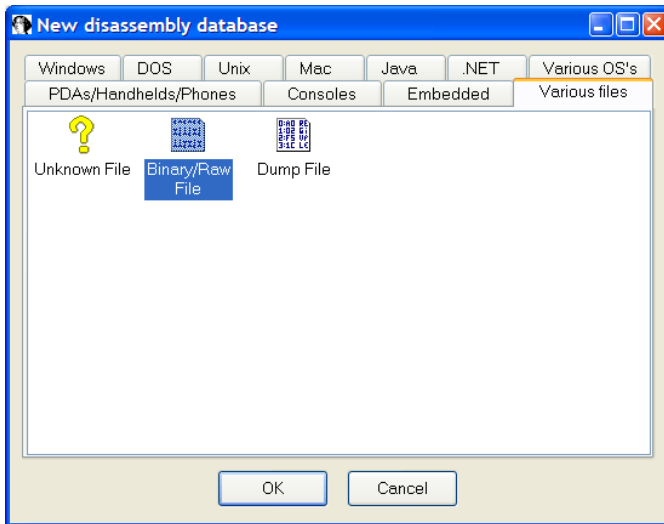 New disassembly database
Windows DOS Unix Mac Java .NET Various OS's
PDAs/Handhelds/Phones Consoles Embedded Various files
Unknown File Binary/Raw File Dump File
OK Cancel